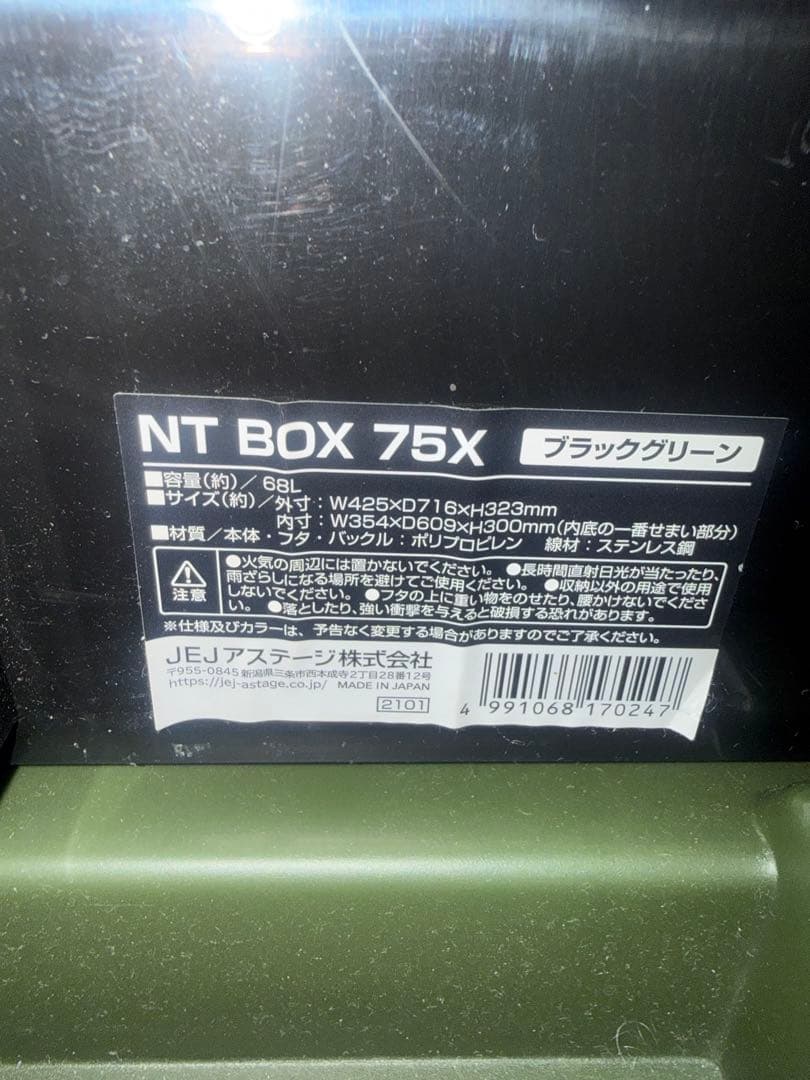 NT BOX 75X ブラックグリーン
■容量(約)/68L
■サイズ(約)/外寸:W425×D716×H323mm
内寸:W354×D609×H300mm(内底の一番せまい部分)
■材質/本体・フタ・バックル:ポリプロピレン 線材:ステンレス鋼
注意
●火気の周辺には置かないでください。 ●長時間直射日光が当たったり、
雨ざらしになる場所を避けてご使用ください。 ●収納以外の用途で使用
しないでください。 ●フタの上に重い物をのせたり、腰かけないでくださ
い。 ●落としたり、強い衝撃を与えると破損する恐れがあります。
※仕様及びカラーは、予告なく変更する場合がありますのでご了承ください。
JEJアステージ株式会社
〒955-0845 新潟県三条市西本成寺2丁目28番12号
https://jej-astage.co.jp/ MADE IN JAPAN
2101
4 991068 170247